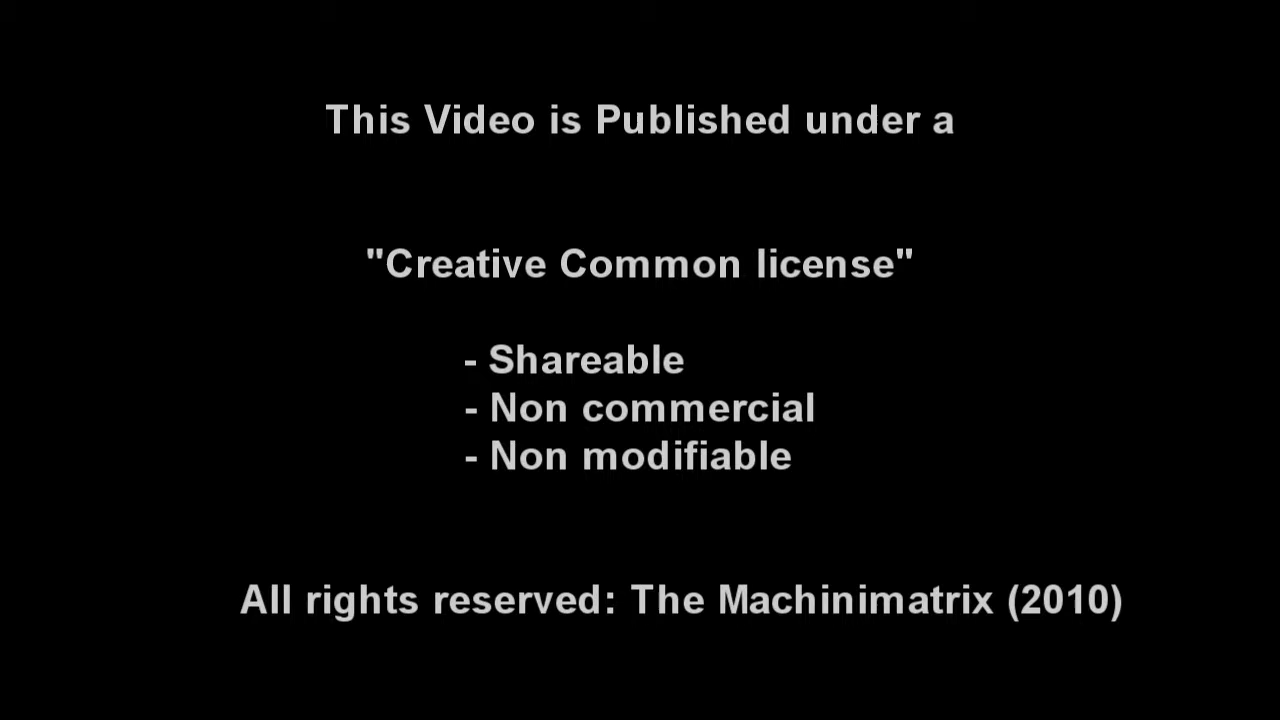 This Video is Published under a
"Creative Common license"
- Shareable
- Non commercial
- Non modifiable
All rights reserved: The Machinimatrix (2010)